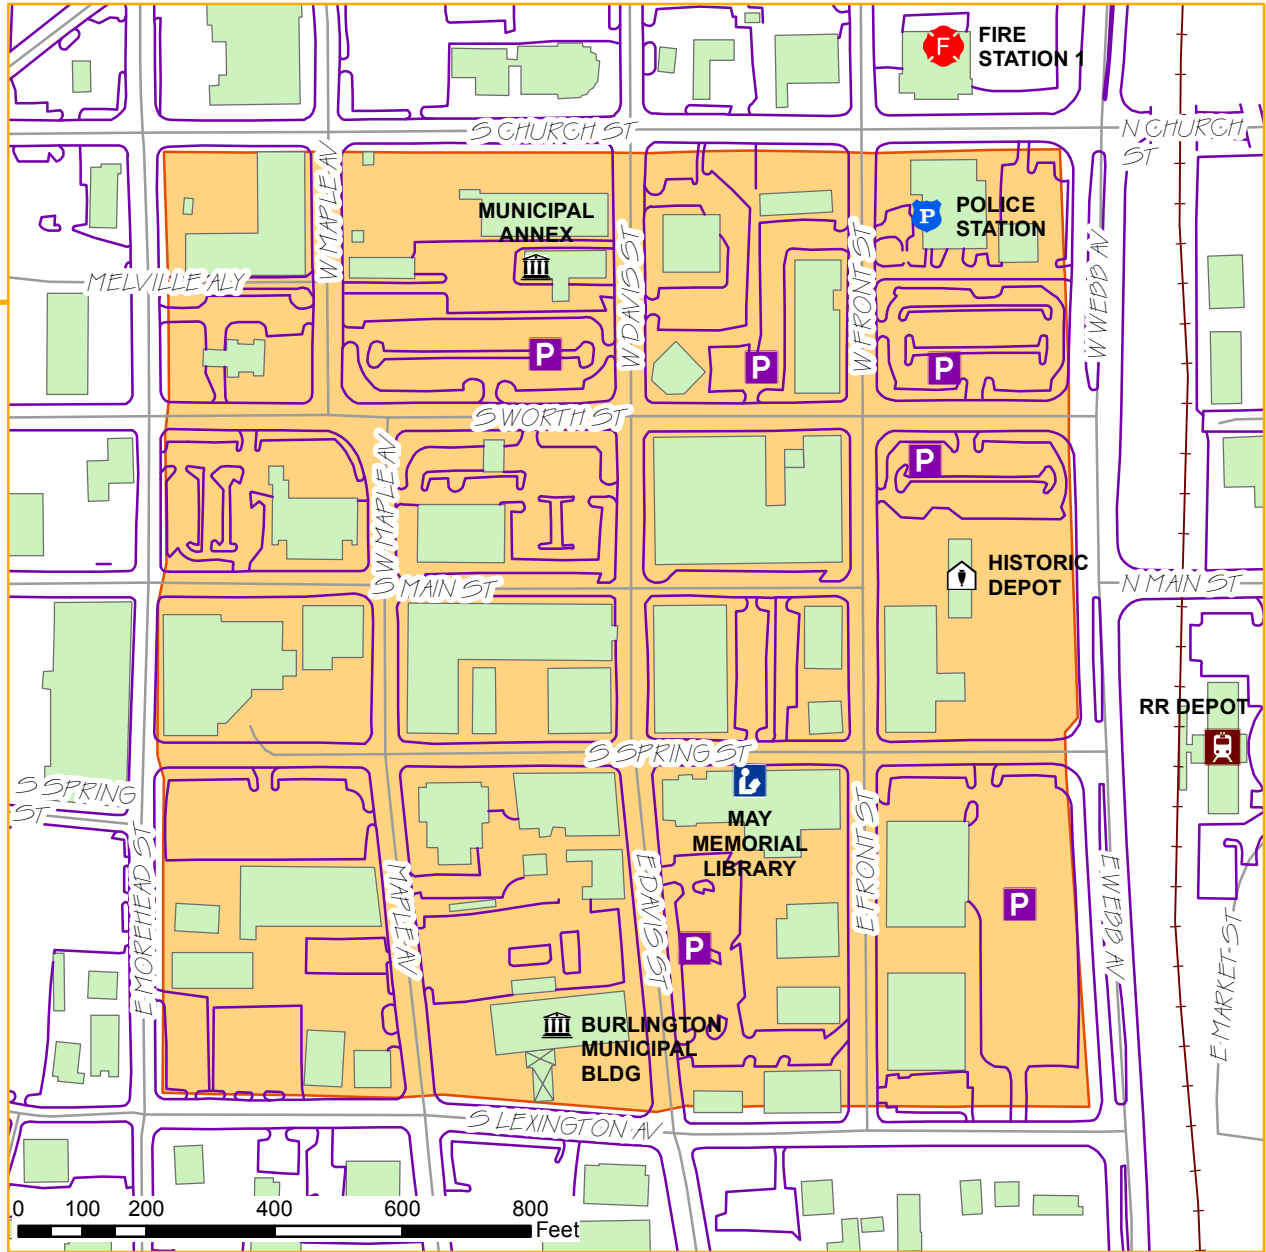 F
FIRE
STATION 1
S CHURCH ST
N CHURCH
ST
W MAPLE AV
MUNICIPAL
ANNEX
W DAVIS ST
W FRONT ST
P
POLICE
STATION
W WEBB AV
MELVILLE ALY
P
P
P
S WORTH ST
SW MAPLE AV
P
HISTORIC
DEPOT
S MAIN ST
N MAIN ST
RR DEPOT
S SPRING ST
S SPRING
ST
MAY
MEMORIAL
LIBRARY
E MOREHEAD ST
MAPLE AV
E DAVIS ST
E FRONT ST
E WEBB AV
E MARKET ST
P
P
BURLINGTON
MUNICIPAL
BLDG
S LEXINGTON AV
0 100 200 400 600 800
Feet